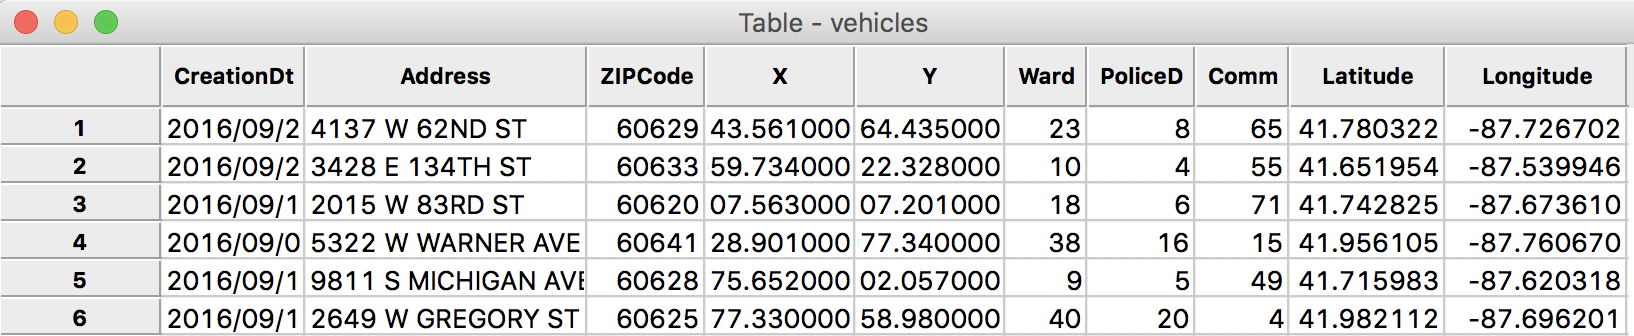 Table - vehicles
CreationDt Address ZIPCode X Y Ward PoliceD Comm Latitude Longitude
1 2016/09/2 4137 W 62ND ST 60629 43.561000 64.435000 23 8 65 41.780322 -87.726702
2 2016/09/2 3428 E 134TH ST 60633 59.734000 22.328000 10 4 55 41.651954 -87.539946
3 2016/09/1 2015 W 83RD ST 60620 07.563000 07.201000 18 6 71 41.742825 -87.673610
4 2016/09/0 5322 W WARNER AVE 60641 28.901000 77.340000 38 16 15 41.956105 -87.760670
5 2016/09/1 9811 S MICHIGAN AVE 60628 75.652000 02.057000 9 5 49 41.715983 -87.620318
6 2016/09/1 2649 W GREGORY ST 60625 77.330000 58.980000 40 20 4 41.982112 -87.696201